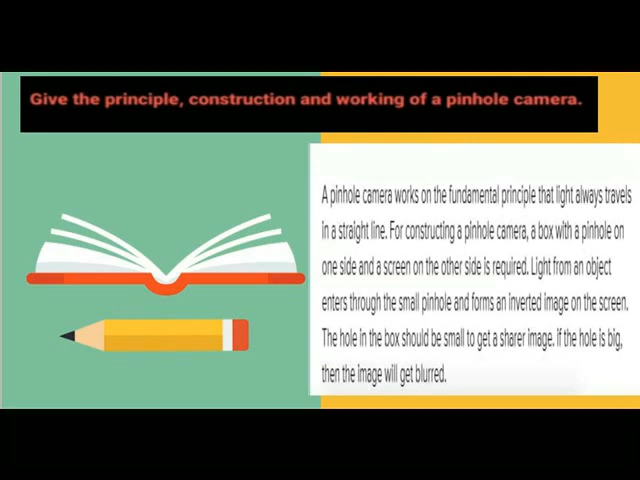 Give the principle, construction and working of a pinhole camera.
A pinhole camera works on the fundamental principle that light always travels
in a straight line. For constructing a pinhole camera, a box with a pinhole on
one side and a screen on the other side is required. Light from an object
enters through the small pinhole and forms an inverted image on the screen.
The hole in the box should be small to get a sharer image. if the hole is big,
then the image will get blurred.